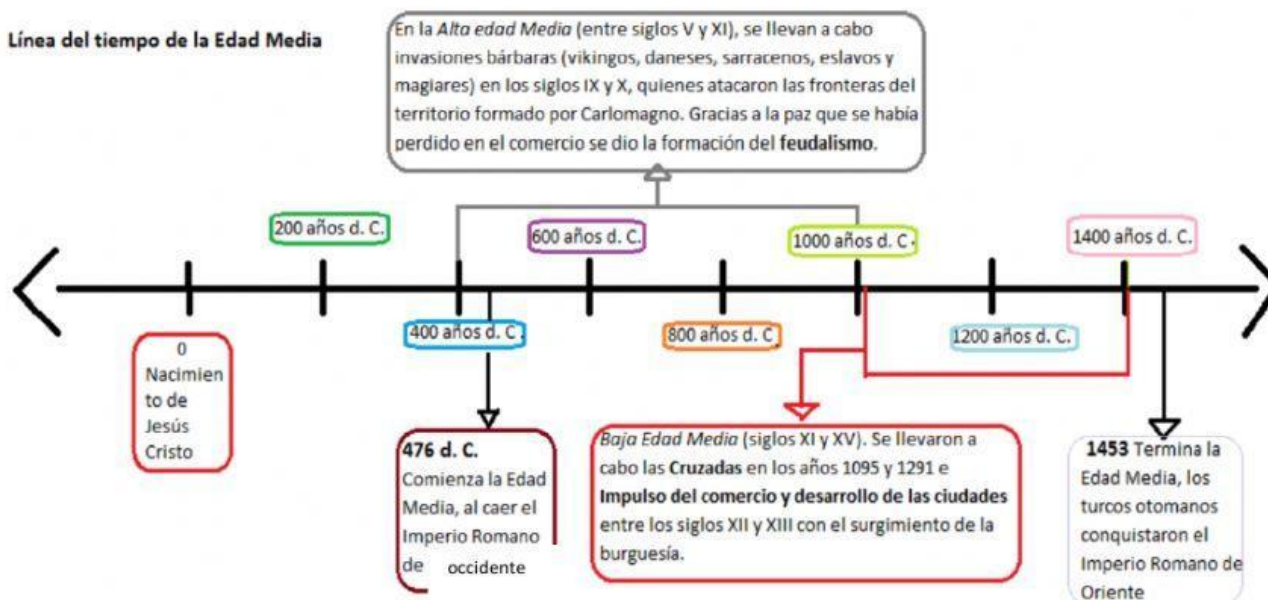 Línea del tiempo de la Edad Media
En la Alta edad Media (entre siglos V y XI), se llevan a cabo
invasiones bárbaras (vikingos, daneses, sarracenos, eslavos y
magiares) en los siglos IX y X, quienes atacaron las fronteras del
territorio formado por Carlomagno. Gracias a la paz que se había
perdido en el comercio se dio la formación del feudalismo.
200 años d. C.
600 años d. C.
1000 años d. C.
1400 años d. C.
400 años d. C.
800 años d. C
1200 años d. C.
0
Nacimien
to de
Jesús
Cristo
476 d. C.
Comienza la Edad
Media, al caer el
Imperio Romano
de occidente
Baja Edad Media (siglos XI y XV). Se llevaron a
cabo las Cruzadas en los años 1095 y 1291 e
Impulso del comercio y desarrollo de las ciudades
entre los siglos XII y XIII con el surgimiento de la
burguesía.
1453 Termina la
Edad Media, los
turcos otomanos
conquistaron el
Imperio Romano de
Oriente